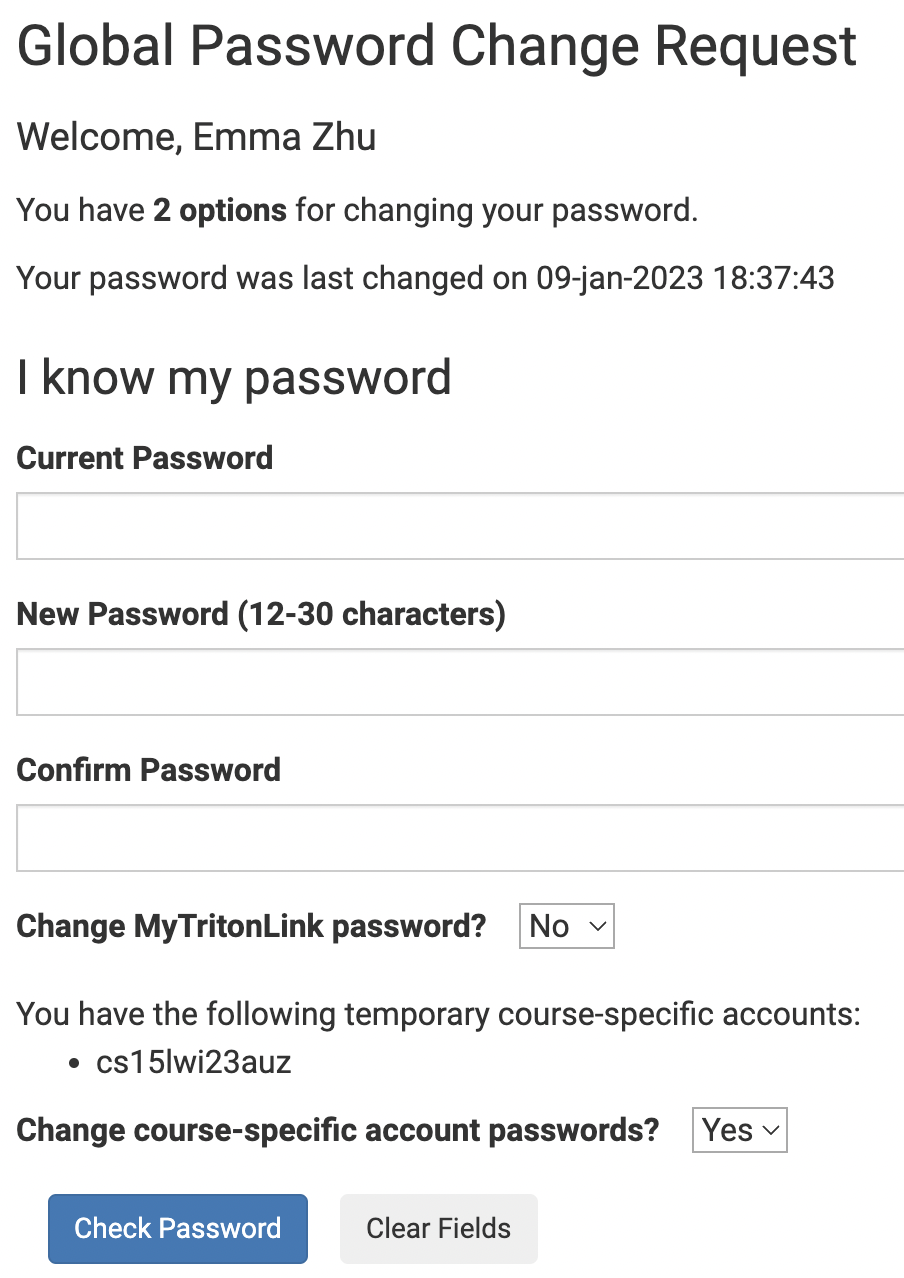 Global Password Change Request
Welcome, Emma Zhu
You have 2 options for changing your password.
Your password was last changed on 09-jan-2023 18:37:43
I know my password
Current Password
New Password (12-30 characters)
Confirm Password
Change MyTritonLink password? No
You have the following temporary course-specific accounts:
• cs15lwi23auz
Change course-specific account passwords? Yes
Check Password Clear Fields